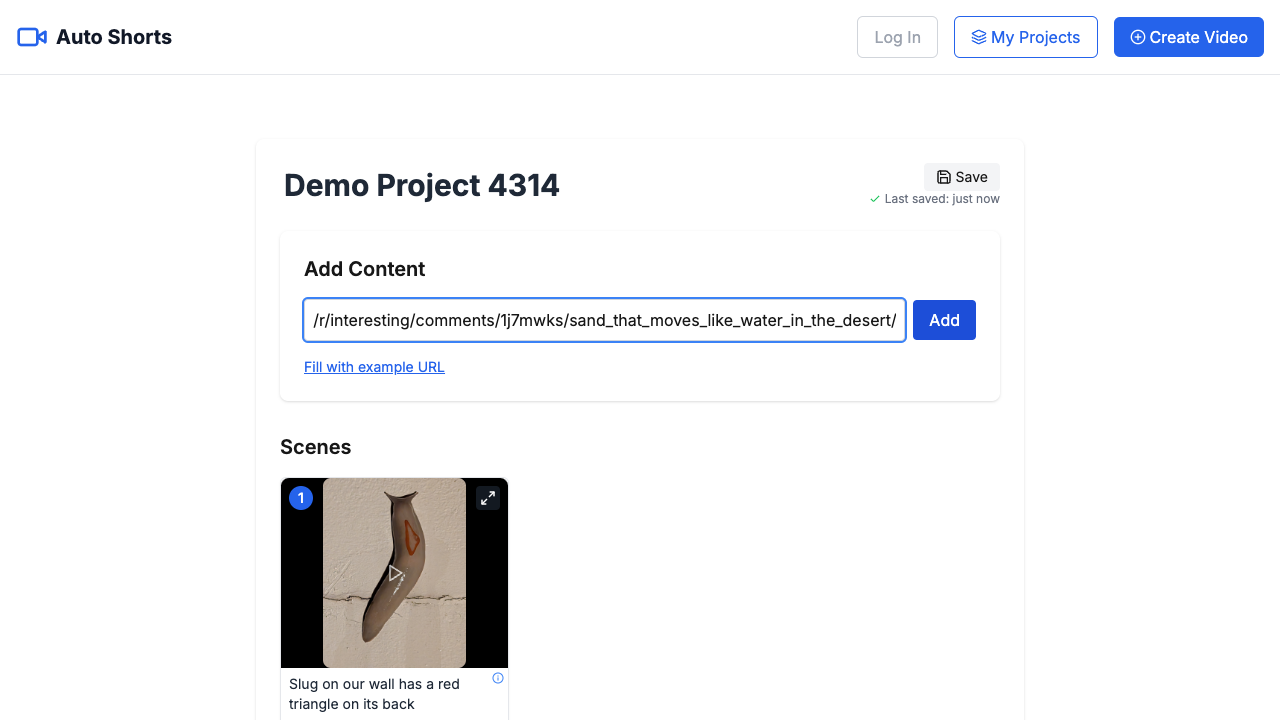 Auto Shorts
Log In
My Projects
Create Video
Demo Project 4314
Save
Last saved: just now
Add Content
/r/interesting/comments/1j7mwks/sand_that_moves_like_water_in_the_desert/
Add
Fill with example URL
Scenes
1
Slug on our wall has a red
triangle on its back